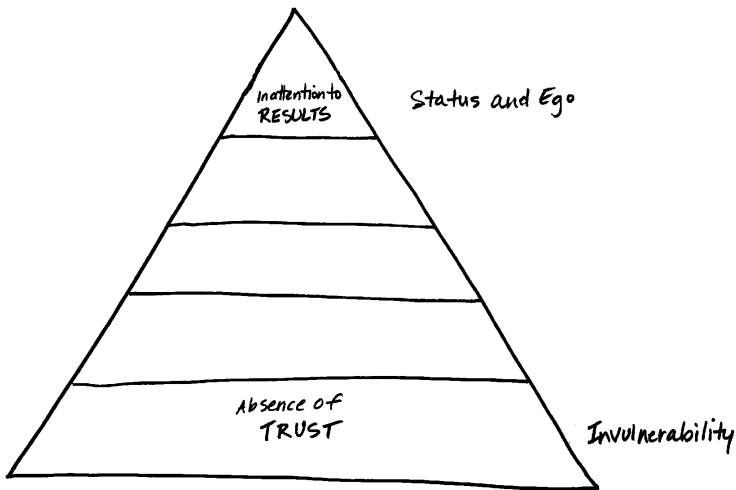 Inattention to
RESULTS
Status and Ego
Absence of
TRUST
Invulnerability